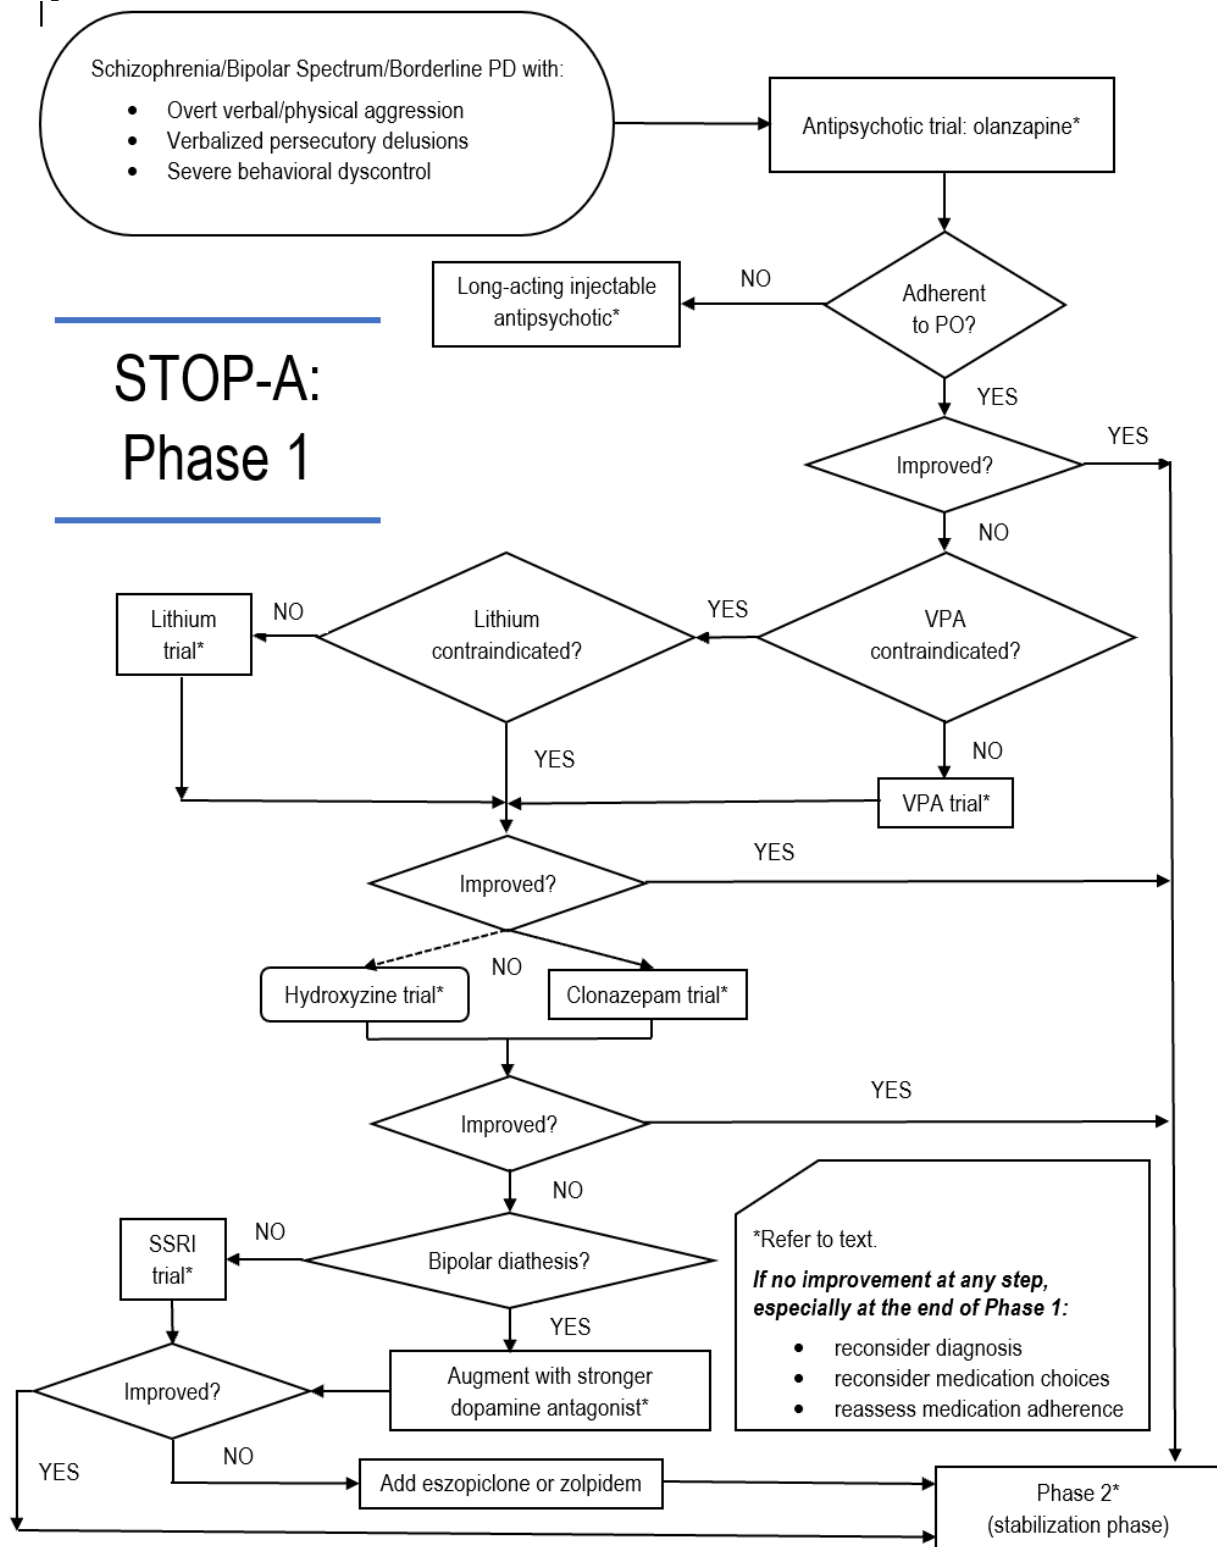 Schizophrenia/Bipolar Spectrum/Borderline PD with:
• Overt verbal/physical aggression
• Verbalized persecutory delusions
• Severe behavioral dyscontrol
Antipsychotic trial: olanzapine*
Adherent
to PO?
NO
Long-acting injectable
antipsychotic*
STOP-A:
Phase 1
YES
Improved?
YES
NO
VPA
contraindicated?
YES
Lithium
contraindicated?
NO
Lithium
trial*
YES
NO
VPA trial*
Improved?
YES
NO
Hydroxyzine trial*
Clonazepam trial*
Improved?
YES
NO
Bipolar diathesis?
NO
SSRI
trial*
YES
Augment with stronger
dopamine antagonist*
Improved?
YES
NO
Add eszopiclone or zolpidem
*Refer to text.
If no improvement at any step,
especially at the end of Phase 1:
• reconsider diagnosis
• reconsider medication choices
• reassess medication adherence
Phase 2*
(stabilization phase)